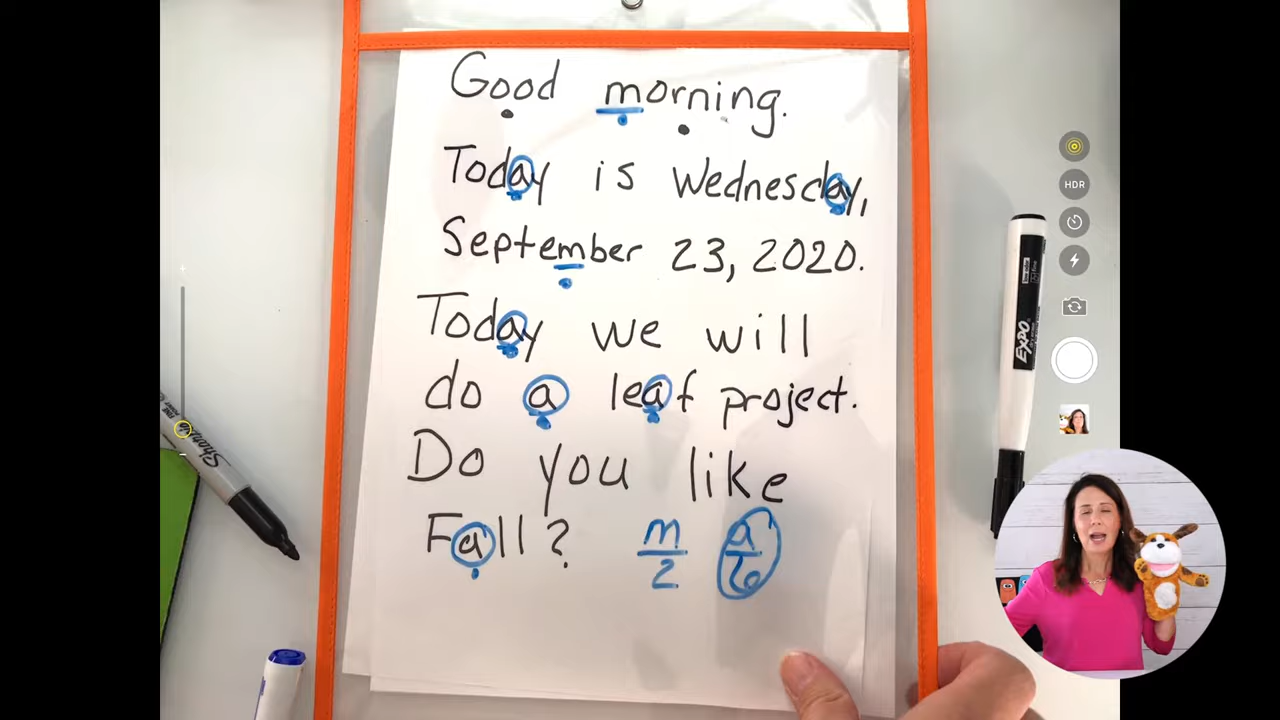 Good morning.
Today is Wednesday,
September 23, 2020.
Today we will
do a leaf project.
Do you like
Fall?
m a
2 6
HDR
EXPO
Sharpie